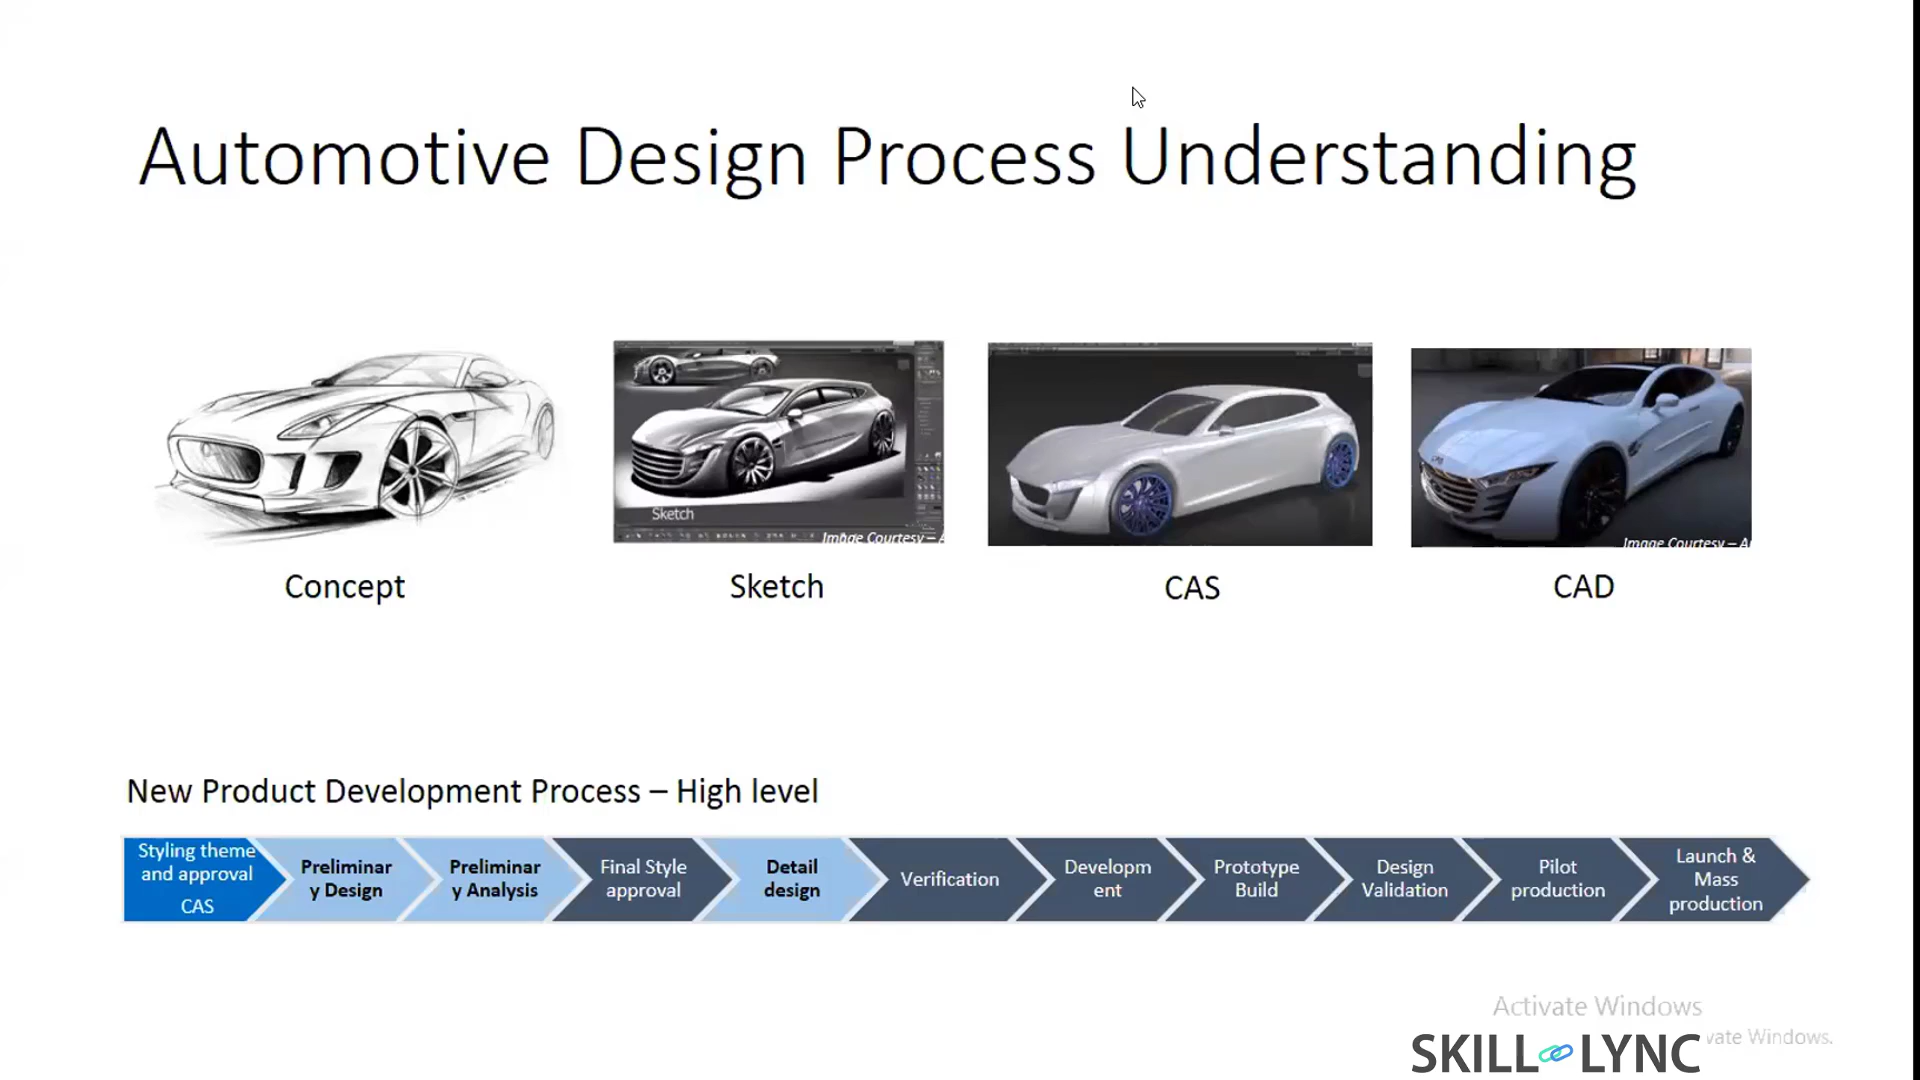 Automotive Design Process Understanding
Sketch
Image Courtesy – A
Image Courtesy – A
Concept
Sketch
CAS
CAD
New Product Development Process – High level
Styling theme
and approval
CAS
Preliminar
y Design
Preliminar
y Analysis
Final Style
approval
Detail
design
Verification
Developm
ent
Prototype
Build
Design
Validation
Pilot
production
Launch &
Mass
production
Activate Windows
vate Windows.
SKILL LYNC